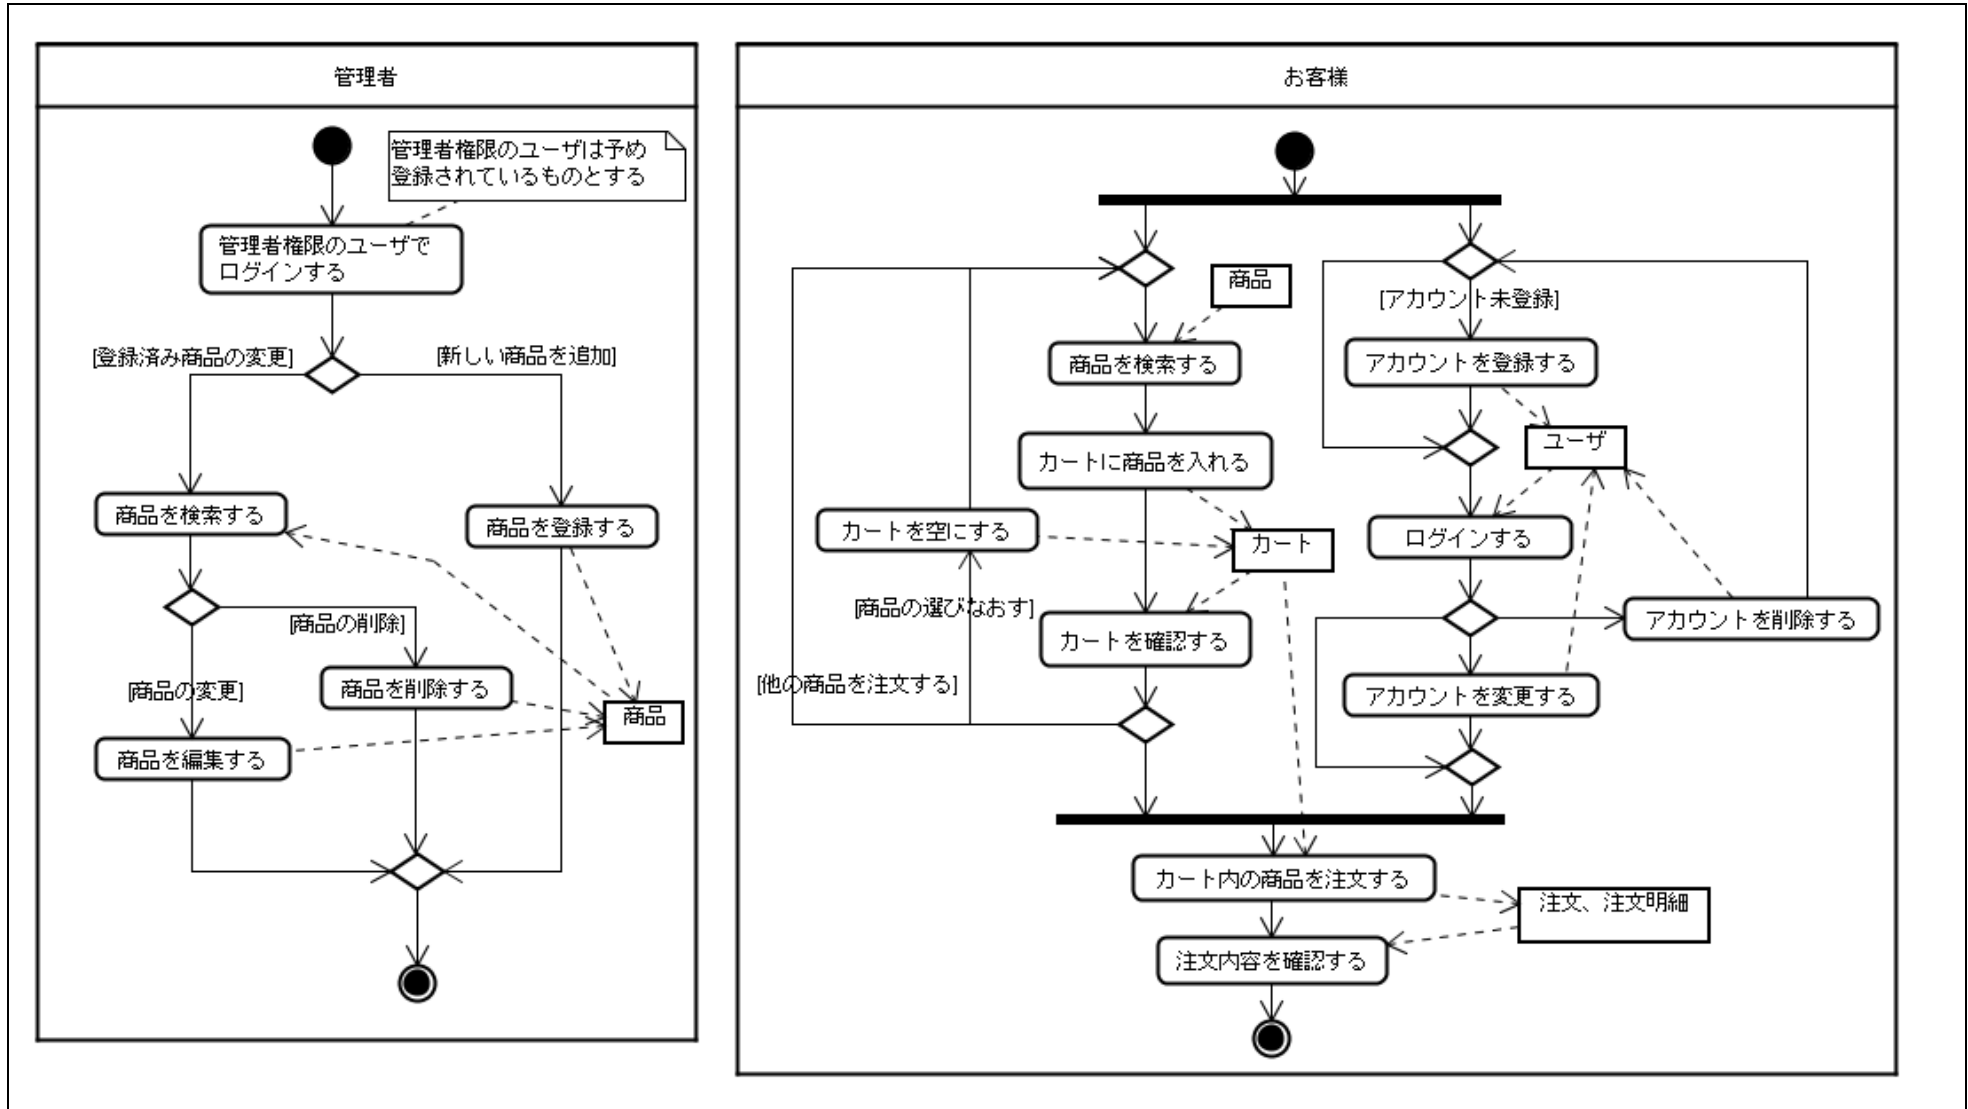 管理者
管理者権限のユーザは予め
登録されているものとする
管理者権限のユーザで
ログインする
[登録済み商品の変更]
[新しい商品を追加]
商品を検索する
商品を登録する
[商品の削除]
[商品の変更]
商品を削除する
商品
商品を編集する
お客様
商品
[アカウント未登録]
商品を検索する
アカウントを登録する
カートに商品を入れる
ユーザ
カートを空にする
カート
ログインする
[商品の選びなおす]
カートを確認する
アカウントを削除する
[他の商品を注文する]
アカウントを変更する
カート内の商品を注文する
注文、注文明細
注文内容を確認する